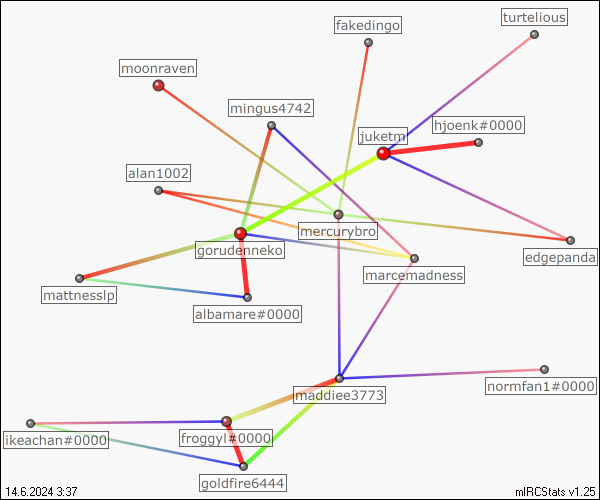 turtelious
fakedingo
moonraven
mingus4742
hjoenk#0000
juketm
alan1002
mercurybro
gorudenneko
edgepanda
marcemadness
mattnesslp
albamare#0000
normfan1#0000
maddiee3773
ikeachan#0000
froggyl#0000
goldfire6444
14.6.2024 3:37
mIRCStats v1.25